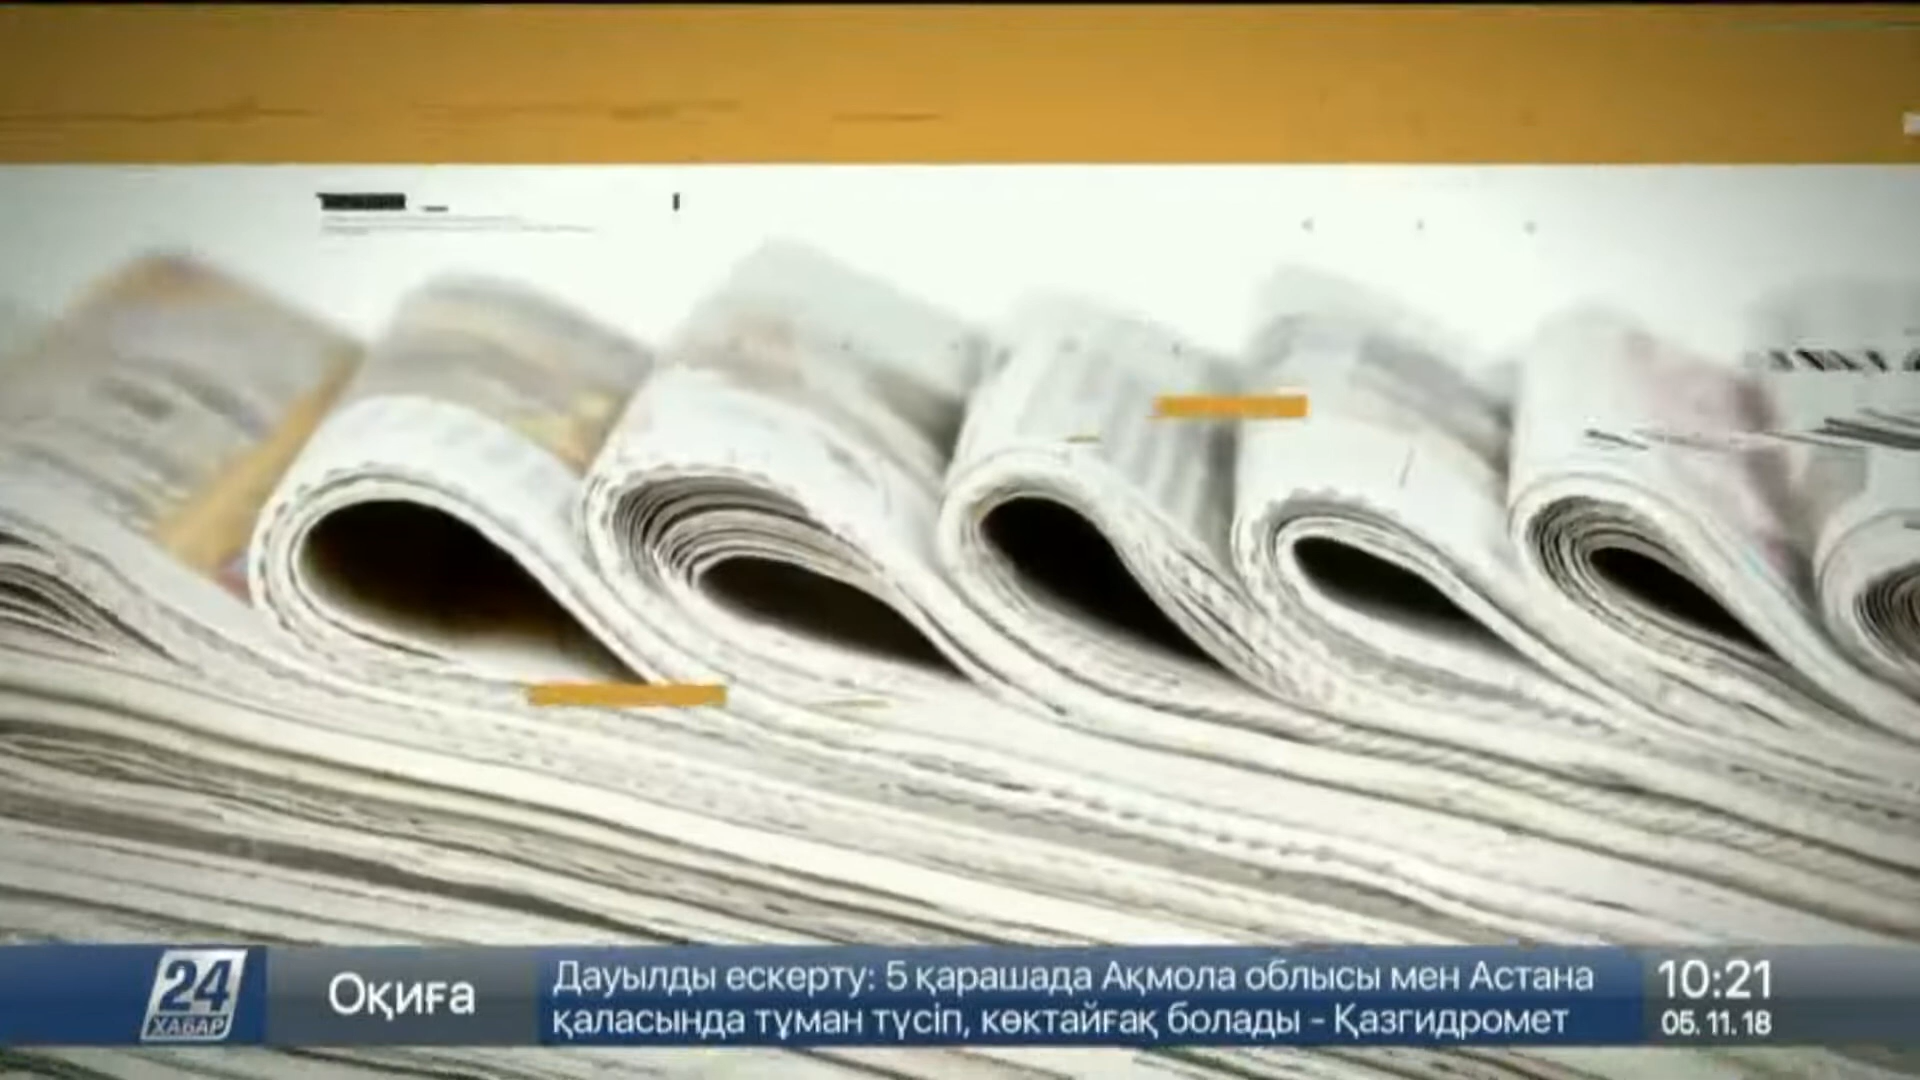 24
ХАБАР
Оқиға
Дауылды ескерту: 5 қарашада Ақмола облысы мен Астана
қаласында тұман түсіп, көктайғақ болады - Қазгидромет
10:21
05. 11. 18